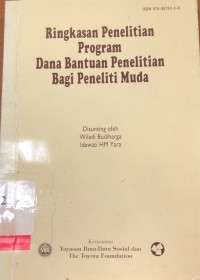 Ringkasan Penelitian
Program
Dana Bantuan Penelitian
Bagi Peneliti Muda
Disunting oleh
Wiladi Budiharga
Idawati HM Yara
Kerjasama
Yayasan Ilmu-Ilmu Sosial dan
The Toyota Foundation